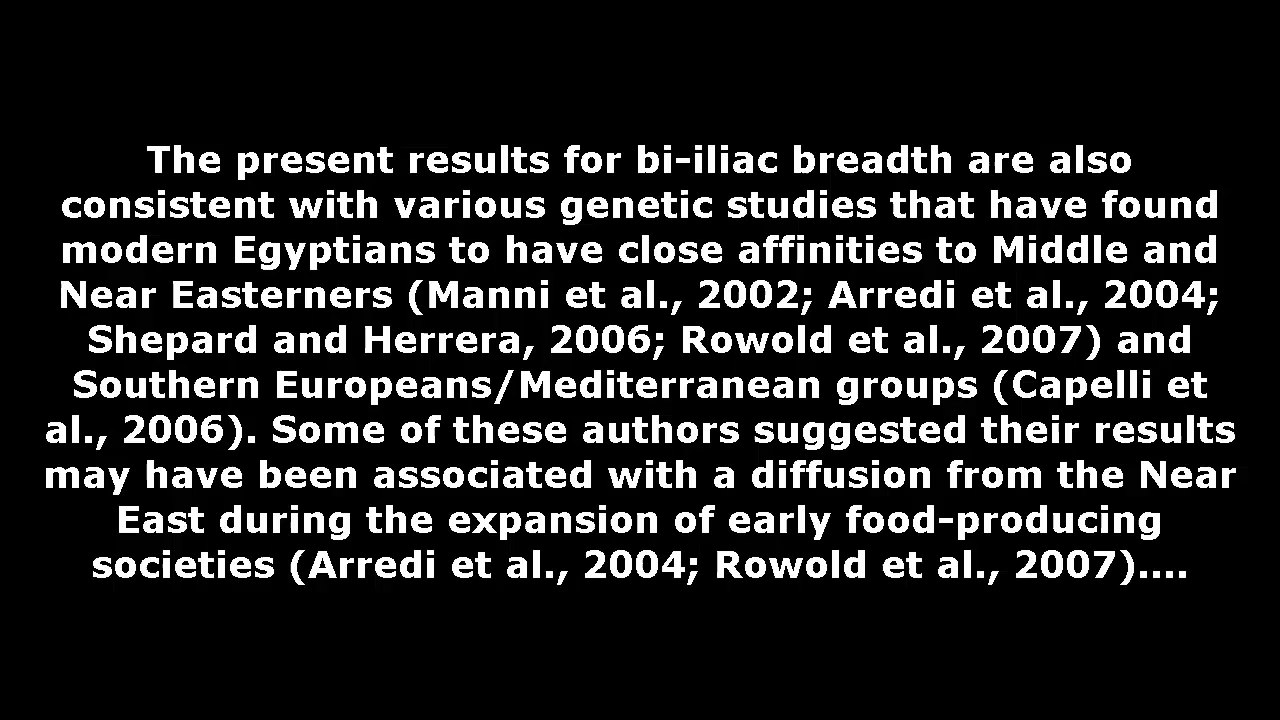 The present results for bi-iliac breadth are also
consistent with various genetic studies that have found
modern Egyptians to have close affinities to Middle and
Near Easterners (Manni et al., 2002; Arredi et al., 2004;
Shepard and Herrera, 2006; Rowold et al., 2007) and
Southern Europeans/Mediterranean groups (Capelli et
al., 2006). Some of these authors suggested their results
may have been associated with a diffusion from the Near
East during the expansion of early food-producing
societies (Arredi et al., 2004; Rowold et al., 2007)....